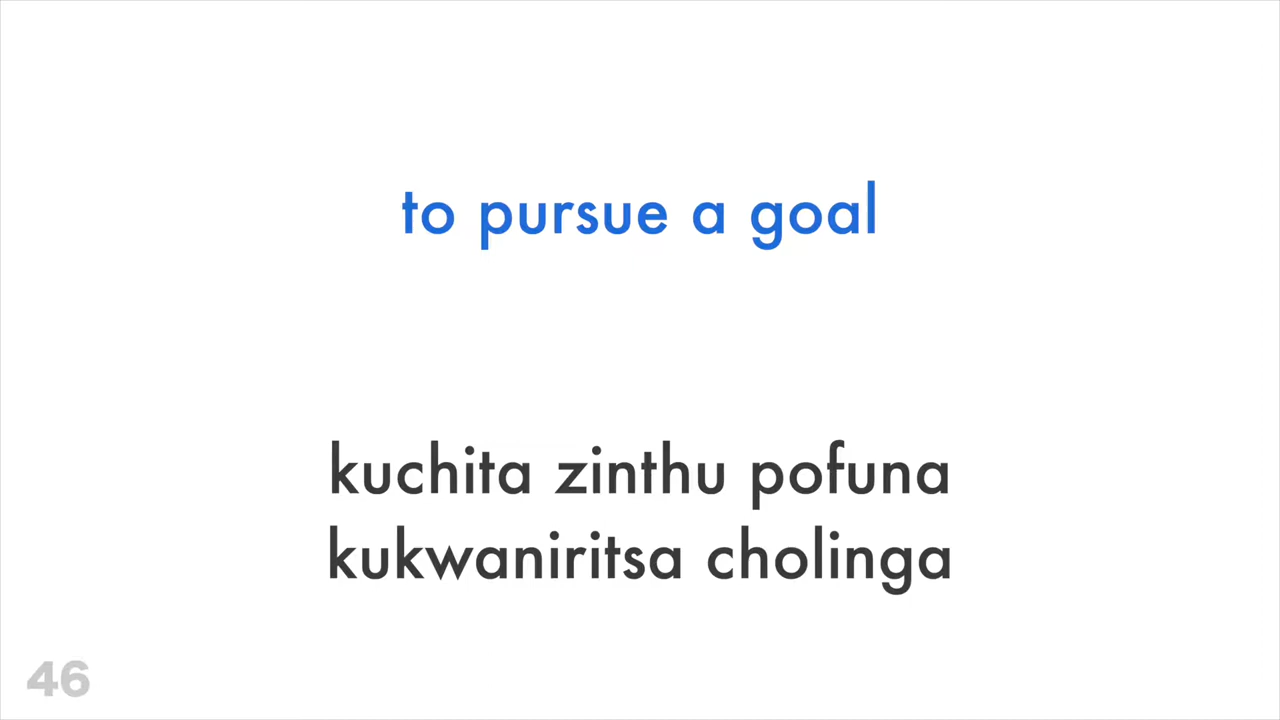 to pursue a goal
kuchita zinthu pofuna
kukwaniritsa cholinga
46